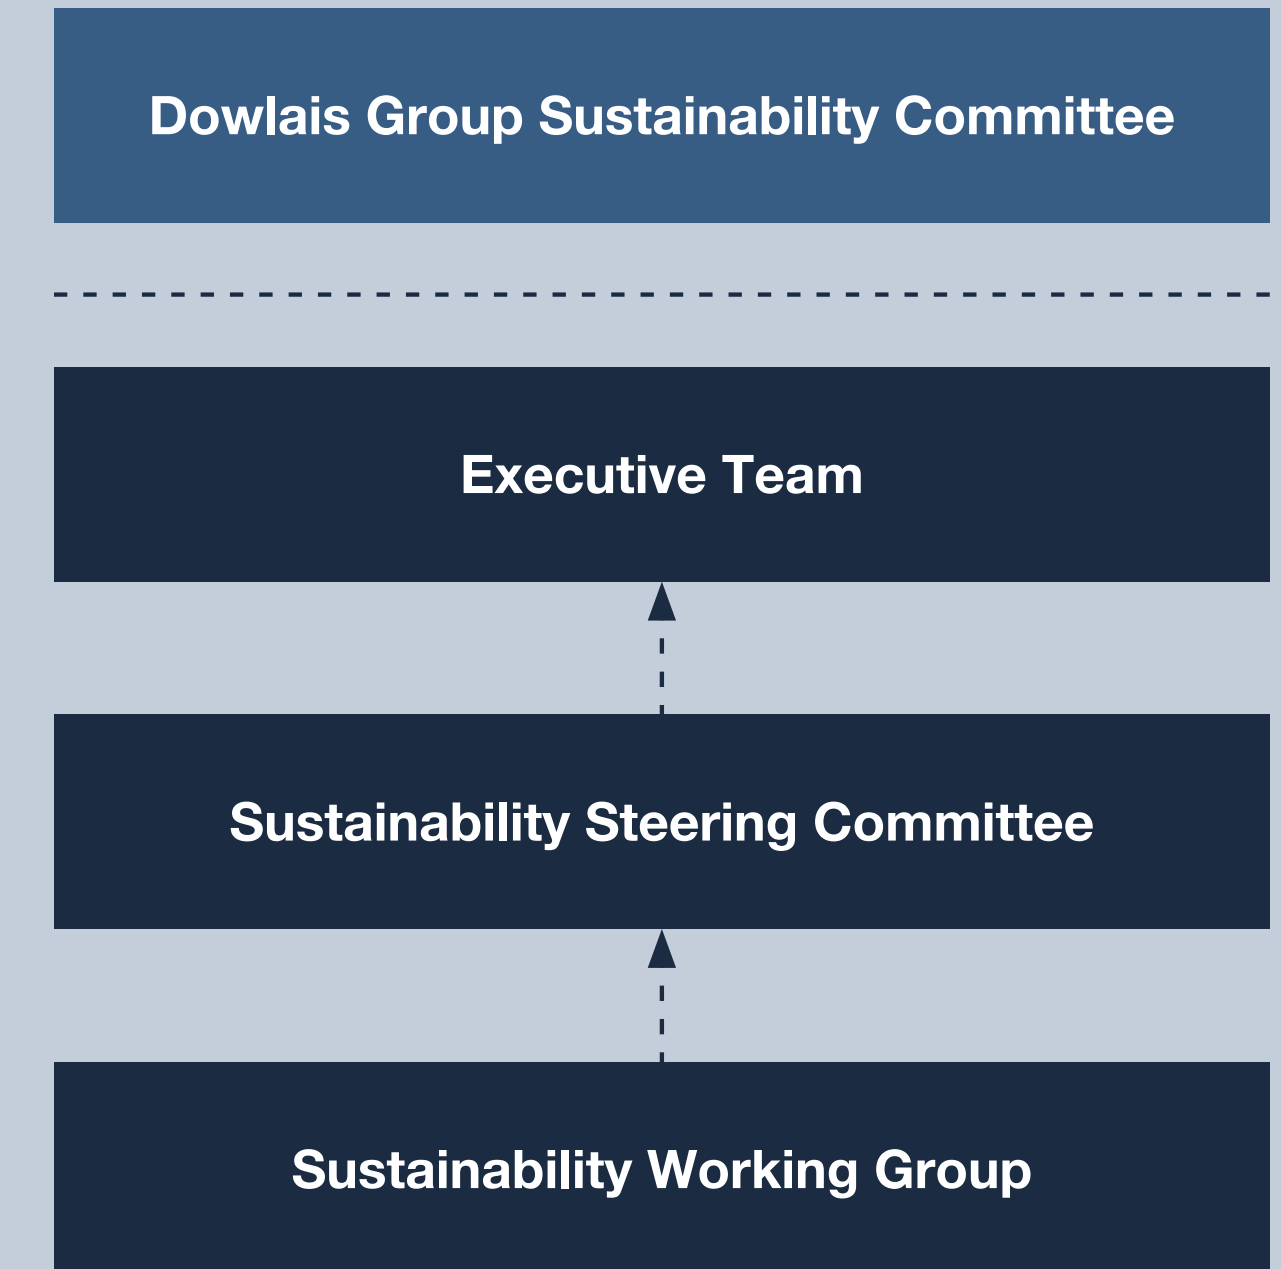 Dowlais Group Sustainability Committee
Executive Team
Sustainability Steering Committee
Sustainability Working Group